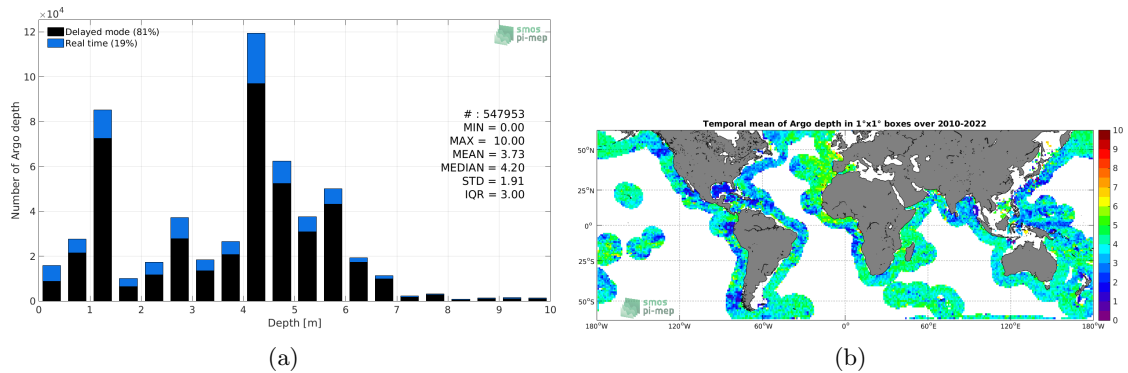 ×10⁴
12
10
8
6
4
2
0
Number of Argo depth
Delayed mode (81%)
Real time (19%)
smos
pi-mep
# : 547953
MIN = 0.00
MAX = 10.00
MEAN = 3.73
MEDIAN = 4.20
STD = 1.91
IQR = 3.00
0 1 2 3 4 5 6 7 8 9 10
Depth [m]
(a)
Temporal mean of Argo depth in 1°x1° boxes over 2010-2022
50°N
25°N
0°
25°S
50°S
smos
pi-mep
180°W 120°W 60°W 0° 60°E 120°E 180°W
10
9
8
7
6
5
4
3
2
1
0
(b)